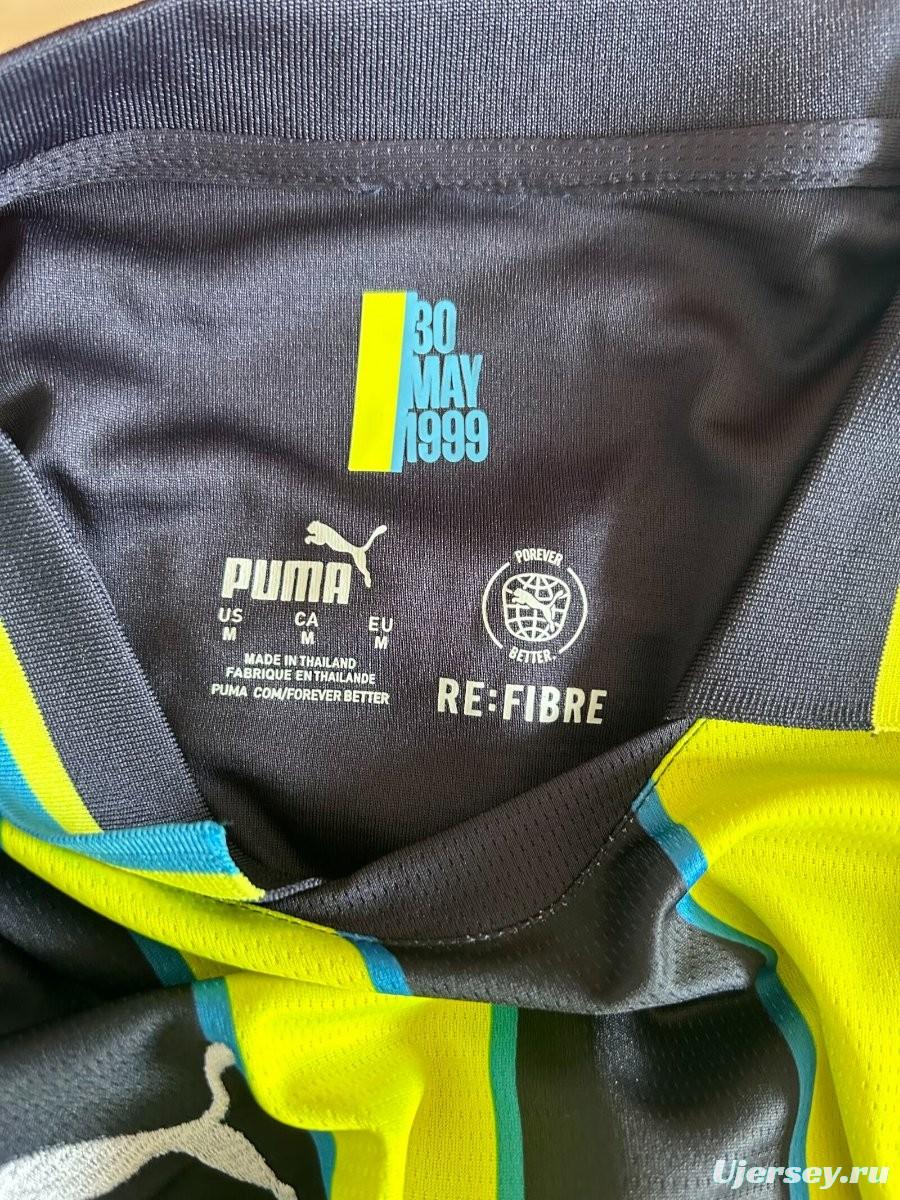 30
MAY
1999
PUMA
US CA EU
M M M
MADE IN THAILAND
FABRIQUE EN THAILANDE
PUMA COM/FOREVER BETTER
POREVER
BETTER.
RE:FIBRE
Ujersey.ru